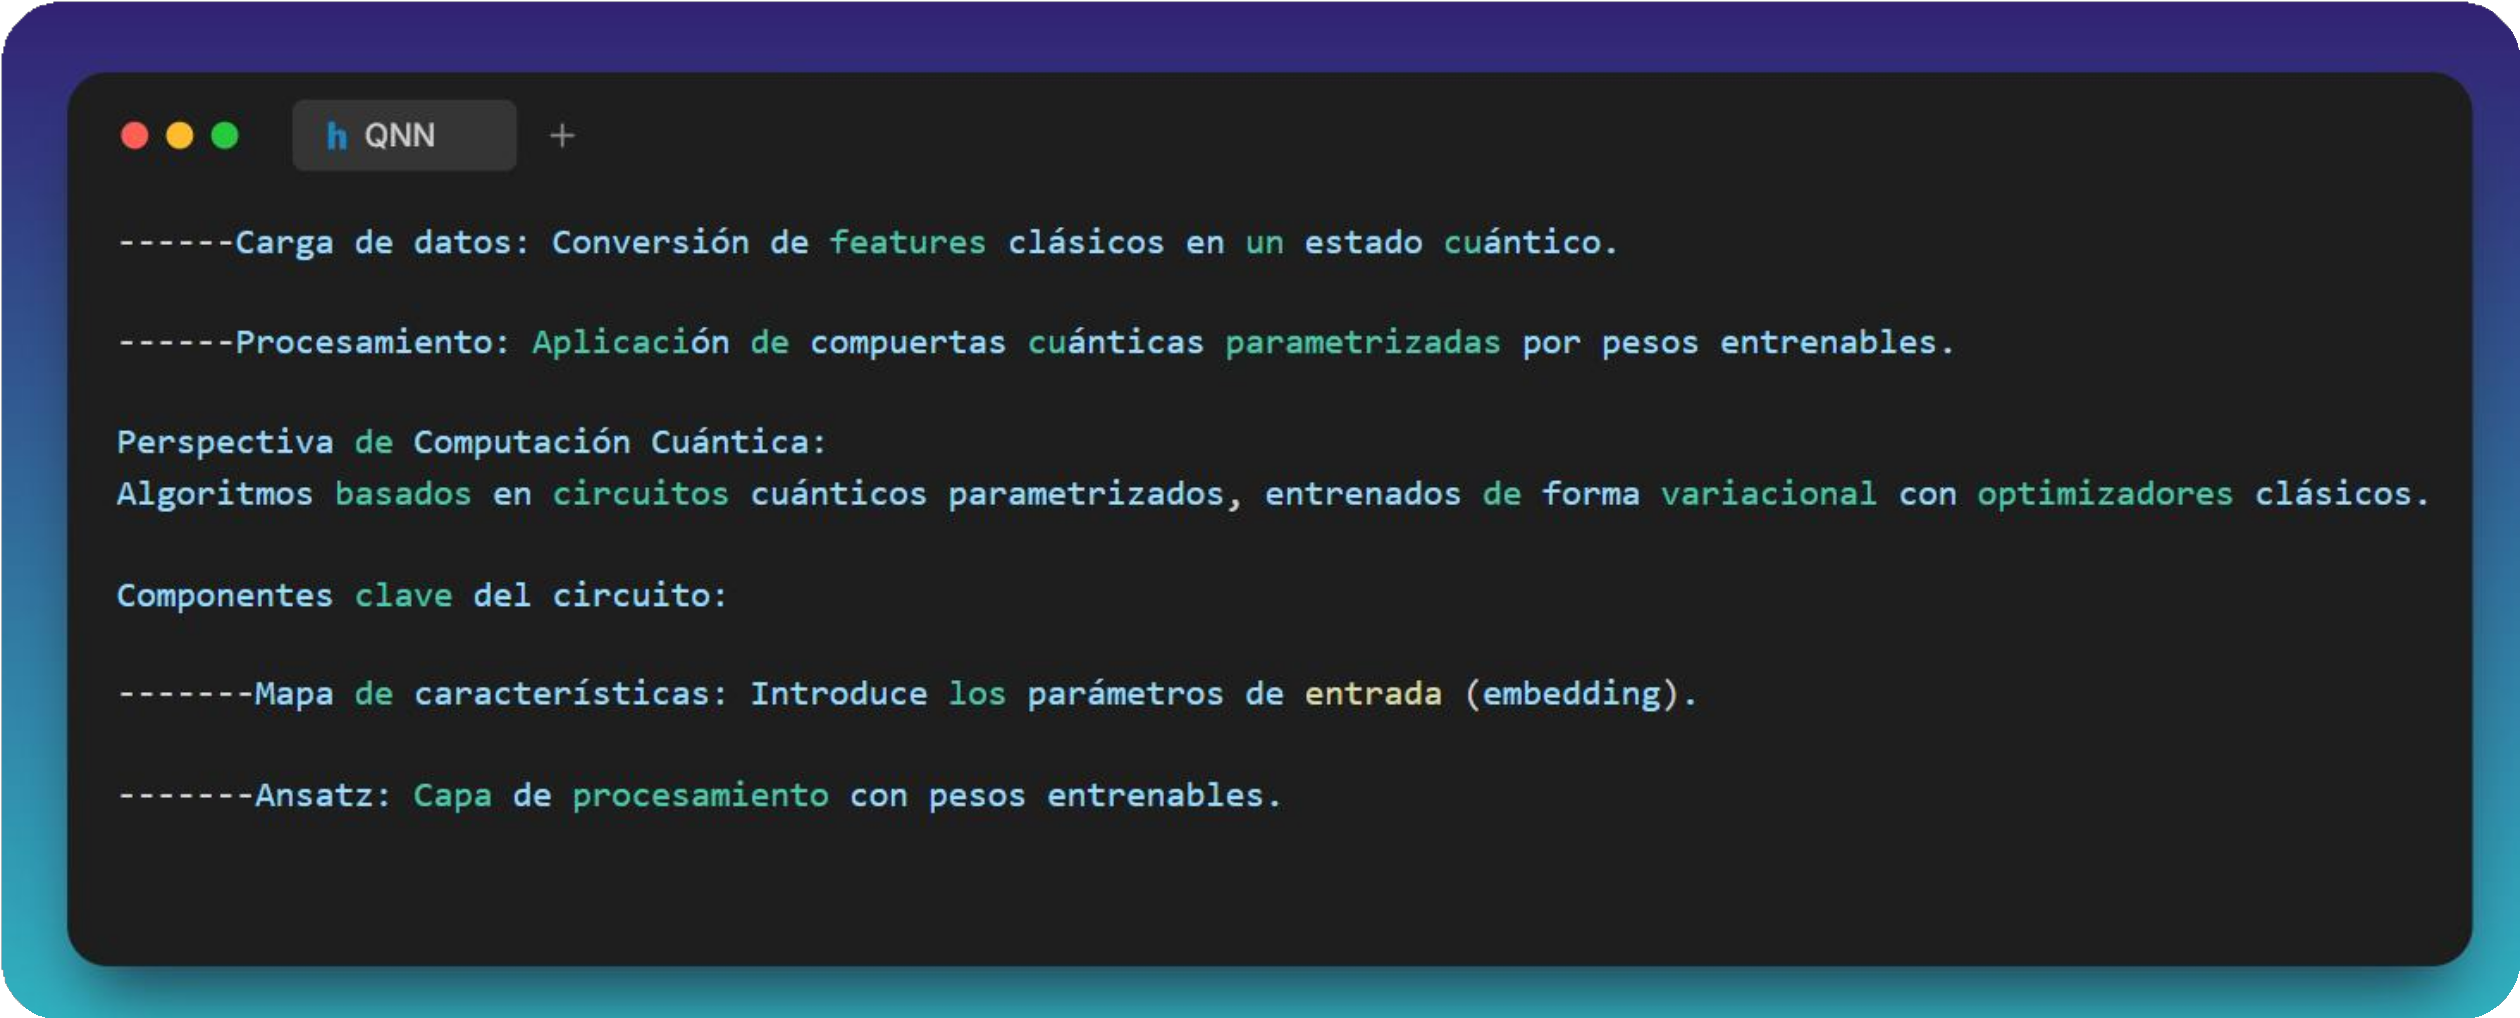 h QNN +
------Carga de datos: Conversión de features clásicos en un estado cuántico.
------Procesamiento: Aplicación de compuertas cuánticas parametrizadas por pesos entrenables.
Perspectiva de Computación Cuántica:
Algoritmos basados en circuitos cuánticos parametrizados, entrenados de forma variacional con optimizadores clásicos.
Componentes clave del circuito:
-------Mapa de características: Introduce los parámetros de entrada (embedding).
-------Ansatz: Capa de procesamiento con pesos entrenables.